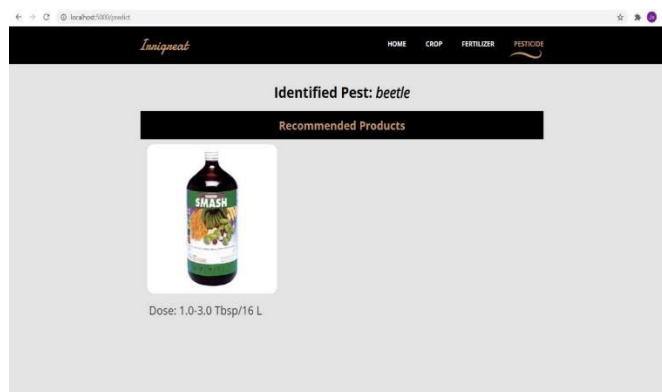 localhost:5000/predict
Innigreat
HOME CROP FERTILIZER PESTICIDE
Identified Pest: beetle
Recommended Products
SMASH
Dose: 1.0-3.0 Tbsp/16 L